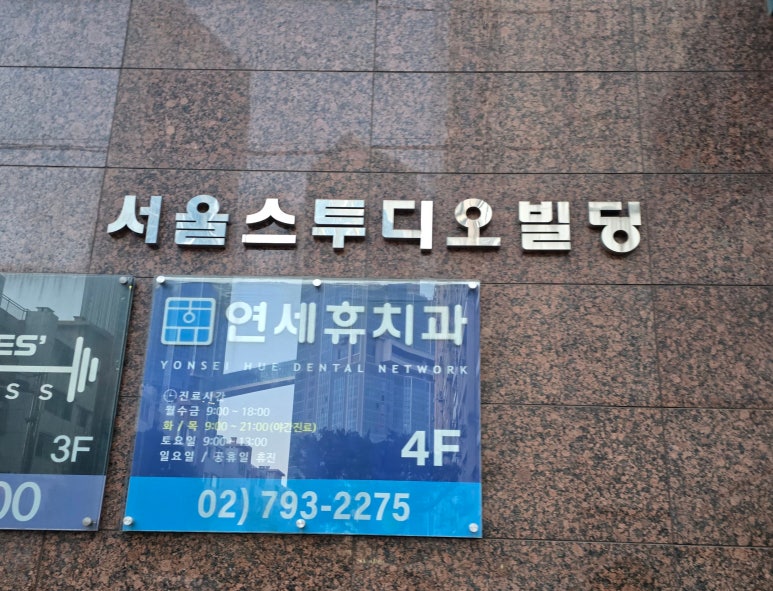 서울스투디오빌딩
ES'
SS
3F
00
연세휴치과
YONSEI HUE DENTAL NETWORK
진료시간
월수금 9:00 ~ 18:00
화 / 목 9:00 ~ 21:00(야간진료)
토요일 9:00 ~ 13:00
일요일 / 공휴일 휴진
4F
02) 793-2275